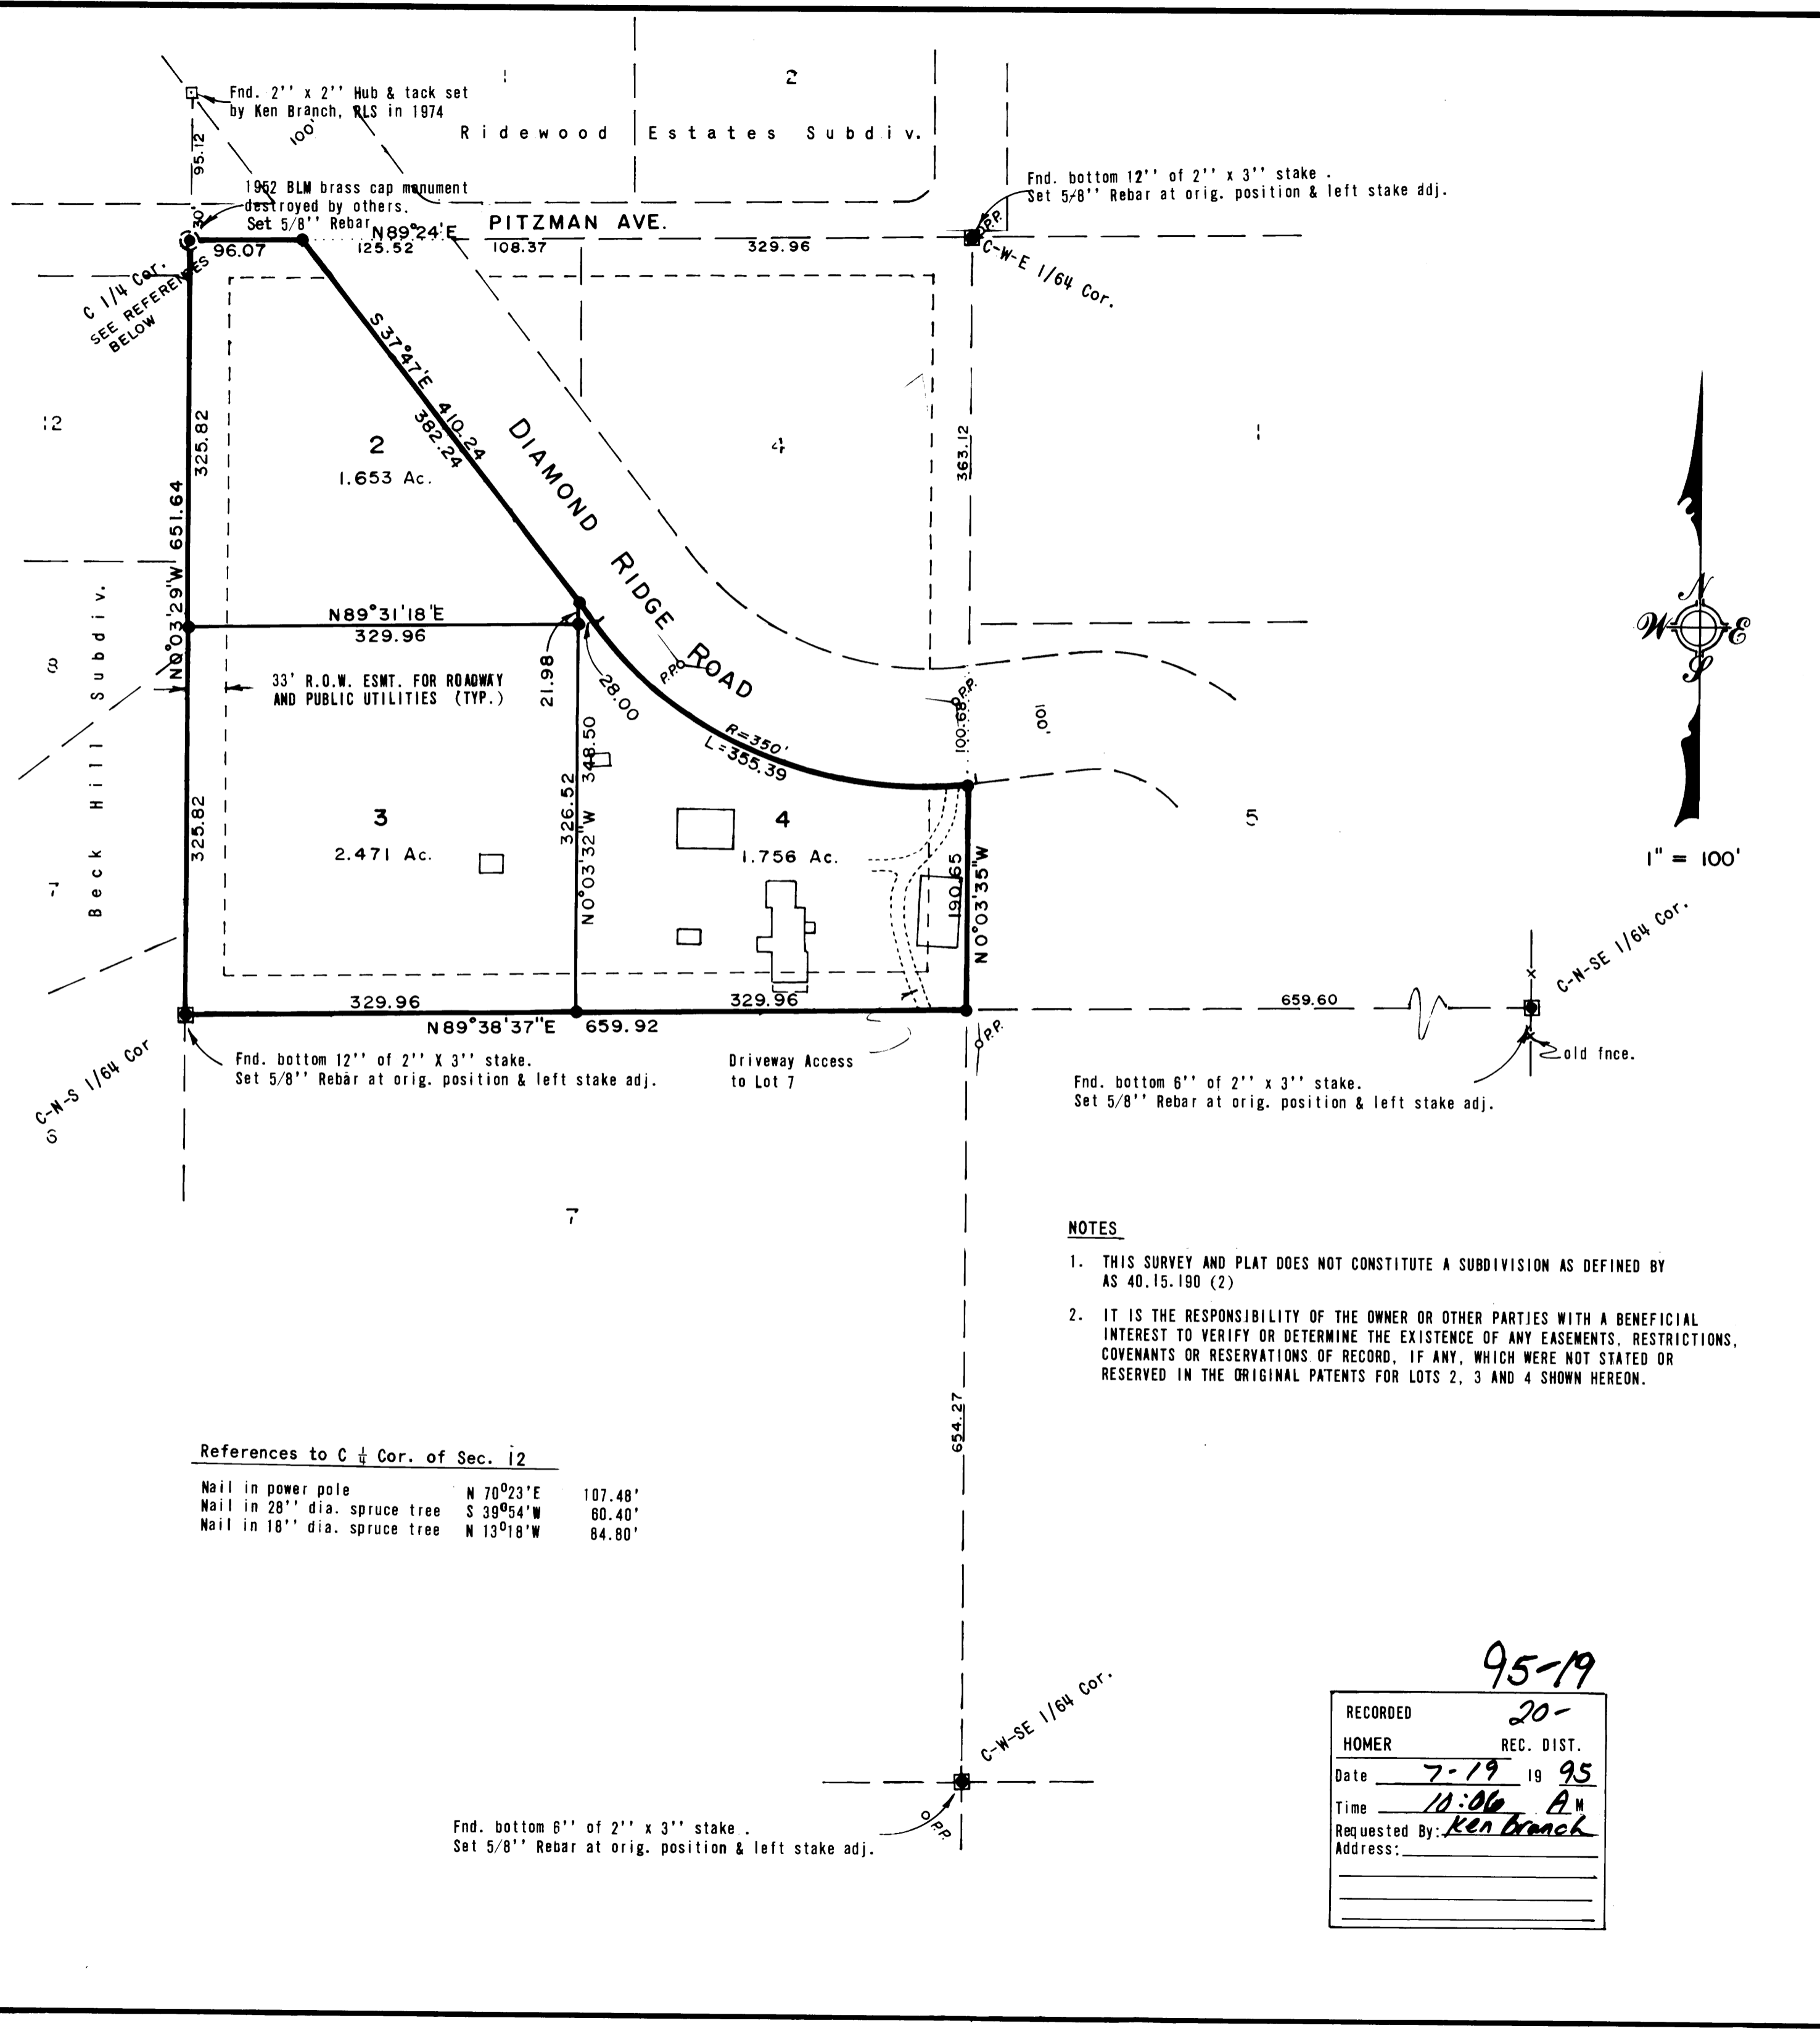 1
2
Fnd. 2'' x 2'' Hub & tack set
by Ken Branch, RLS in 1974
100'
Ridewood Estates Subdiv.
95.12
30'
1952 BLM brass cap monument
destroyed by others.
Set 5/8'' Rebar
Fnd. bottom 12'' of 2'' x 3'' stake .
Set 5/8'' Rebar at orig. position & left stake adj.
P.P.
N89°24'E
PITZMAN AVE.
96.07
125.52
108.37
329.96
C-W-E 1/64 Cor.
C 1/4 Cor.
SEE REFERENCES
BELOW
S 37°47'E 410.24
382.24
12
325.82
2
1.653 Ac.
DIAMOND RIDGE ROAD
4
363.12
1
N0°03'29"W 651.64
N89°31'18"E
329.96
33' R.O.W. ESMT. FOR ROADWAY
AND PUBLIC UTILITIES (TYP.)
21.98
28.00
P.P.
P.P.
100.68
100'
N
W E
S
1" = 100'
8
7
Beck Hill Subdiv.
R=350'
L=355.39
325.82
3
2.471 Ac.
326.52
N0°03'32"W 348.50
4
1.756 Ac.
190.65
N0°03'35"W
5
329.96
329.96
N89°38'37"E 659.92
659.60
C-N-SE 1/64 Cor.
old fnce.
P.P.
C-N-S 1/64 Cor
6
Fnd. bottom 12'' of 2'' X 3'' stake.
Set 5/8'' Rebar at orig. position & left stake adj.
Driveway Access
to Lot 7
Fnd. bottom 6'' of 2'' x 3'' stake.
Set 5/8'' Rebar at orig. position & left stake adj.
7
NOTES
1. THIS SURVEY AND PLAT DOES NOT CONSTITUTE A SUBDIVISION AS DEFINED BY
AS 40.15.190 (2)
2. IT IS THE RESPONSIBILITY OF THE OWNER OR OTHER PARTIES WITH A BENEFICIAL
INTEREST TO VERIFY OR DETERMINE THE EXISTENCE OF ANY EASEMENTS, RESTRICTIONS,
COVENANTS OR RESERVATIONS OF RECORD, IF ANY, WHICH WERE NOT STATED OR
RESERVED IN THE ORIGINAL PATENTS FOR LOTS 2, 3 AND 4 SHOWN HEREON.
654.27
References to C 1/4 Cor. of Sec. 12
Nail in power pole N 70°23'E 107.48'
Nail in 28'' dia. spruce tree S 39°54'W 60.40'
Nail in 18'' dia. spruce tree N 13°18'W 84.80'
C-W-SE 1/64 Cor.
P.P.
Fnd. bottom 6'' of 2'' x 3'' stake .
Set 5/8'' Rebar at orig. position & left stake adj.
95-19
RECORDED 20-
HOMER REC. DIST.
Date 7-19 19 95
Time 10:06 A M
Requested By: Ken Branch
Address: